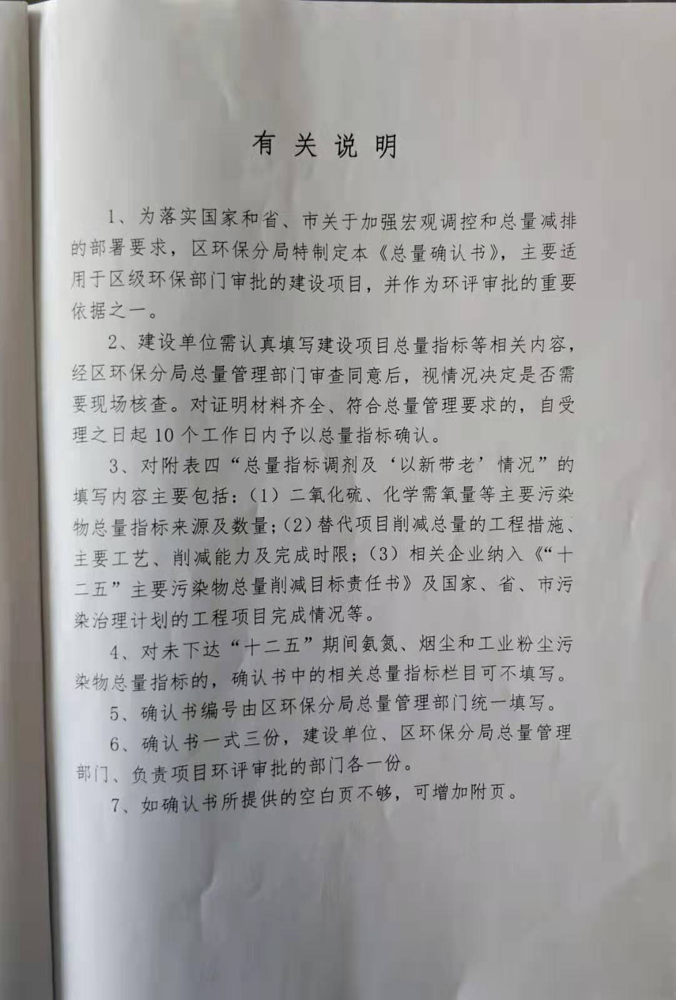 有关说明
1、为落实国家和省、市关于加强宏观调控和总量减排
的部署要求，区环保分局特制定本《总量确认书》，主要适
用于区级环保部门审批的建设项目，并作为环评审批的重要
依据之一。
2、建设单位需认真填写建设项目总量指标等相关内容，
经区环保分局总量管理部门审查同意后，视情况决定是否需
要现场核查。对证明材料齐全、符合总量管理要求的，自受
理之日起 10 个工作日内予以总量指标确认。
3、对附表四“总量指标调剂及‘以新带老’情况”的
填写内容主要包括：（1）二氧化硫、化学需氧量等主要污染
物总量指标来源及数量；（2）替代项目削减总量的工程措施、
主要工艺、削减能力及完成时限；（3）相关企业纳入《“十
二五”主要污染物总量削减目标责任书》及国家、省、市污
染治理计划的工程项目完成情况等。
4、对未下达“十二五”期间氨氮、烟尘和工业粉尘污
染物总量指标的，确认书中的相关总量指标栏目可不填写。
5、确认书编号由区环保分局总量管理部门统一填写。
6、确认书一式三份，建设单位、区环保分局总量管理
部门、负责项目环评审批的部门各一份。
7、如确认书所提供的空白页不够，可增加附页。